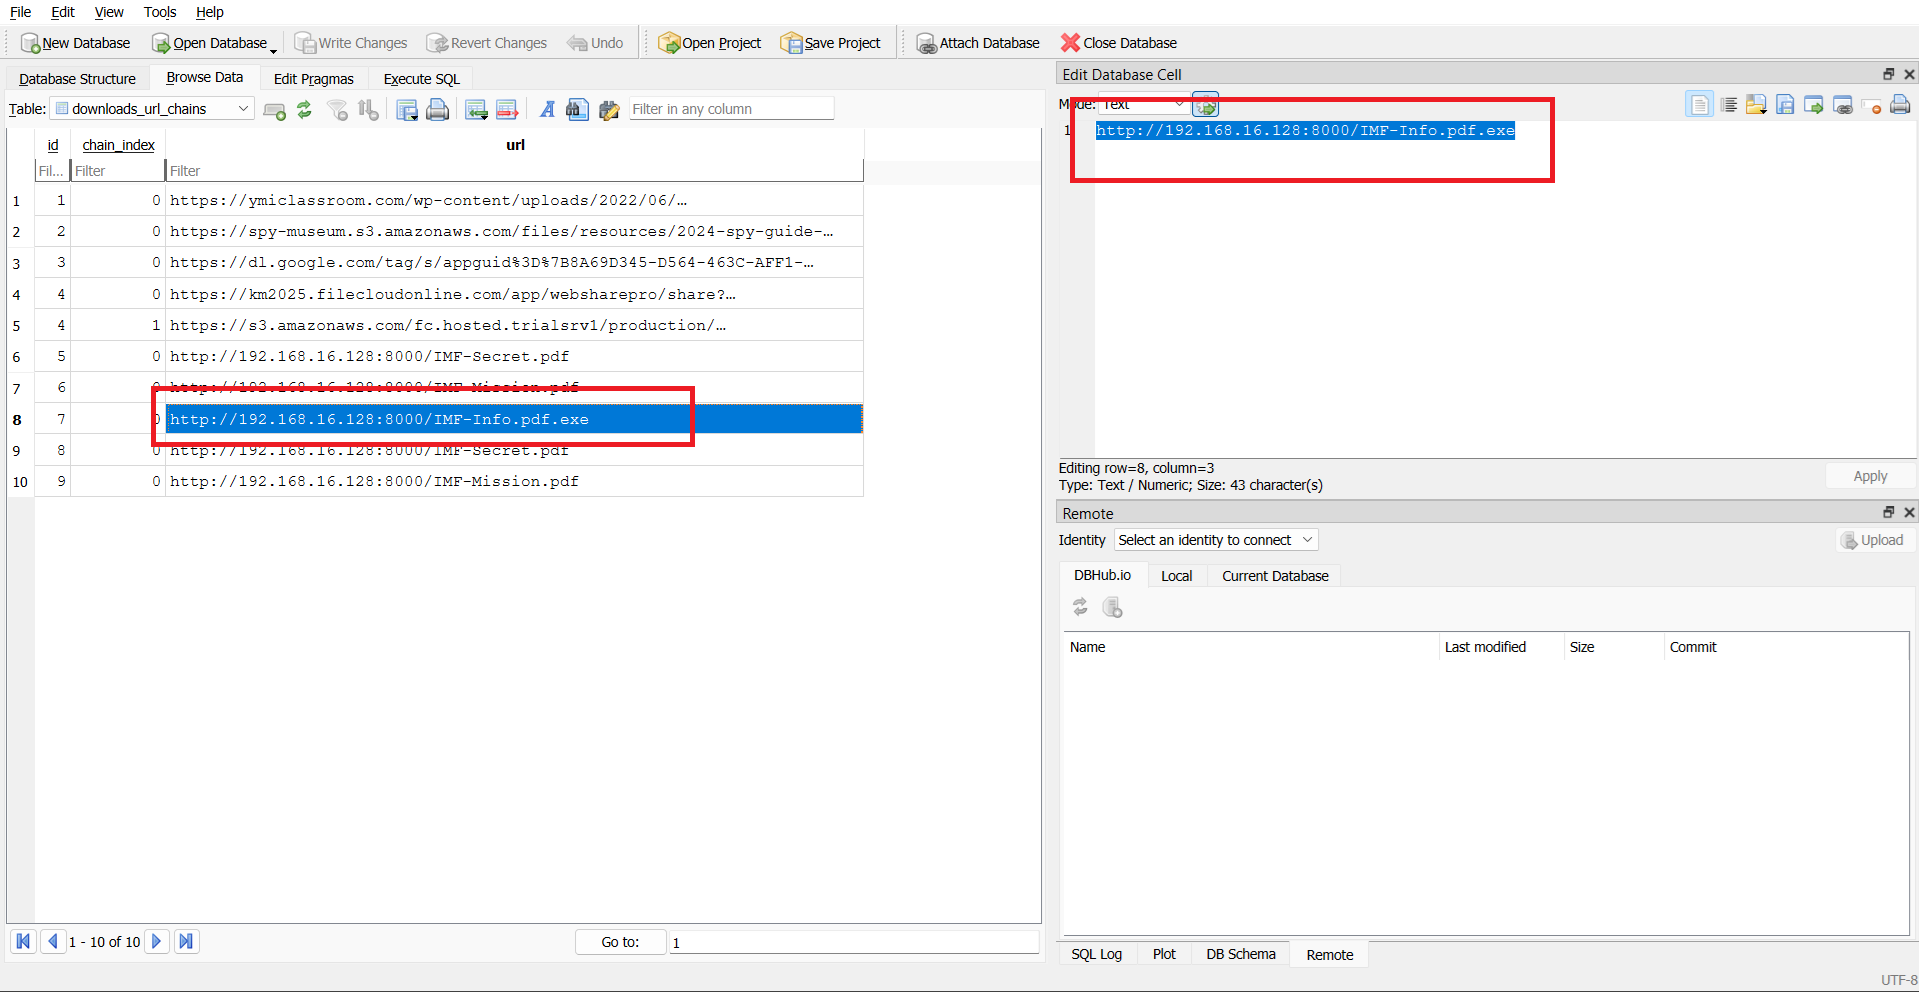 File Edit View Tools Help
New Database Open Database Write Changes Revert Changes Undo Open Project Save Project Attach Database Close Database
Database Structure Browse Data Edit Pragmas Execute SQL
Table: downloads_url_chains Filter in any column
id chain_index url
Fil... Filter Filter
1 1 0 https://ymiclassroom.com/wp-content/uploads/2022/06/…
2 2 0 https://spy-museum.s3.amazonaws.com/files/resources/2024-spy-guide-…
3 3 0 https://dl.google.com/tag/s/appguid%3D%7B8A69D345-D564-463C-AFF1-…
4 4 0 https://km2025.filecloudonline.com/app/websharepro/share?…
5 4 1 https://s3.amazonaws.com/fc.hosted.trialsrv1/production/…
6 5 0 http://192.168.16.128:8000/IMF-Secret.pdf
7 6 0 http://192.168.16.128:8000/IMF-Mission.pdf
8 7 0 http://192.168.16.128:8000/IMF-Info.pdf.exe
9 8 0 http://192.168.16.128:8000/IMF-Secret.pdf
10 9 0 http://192.168.16.128:8000/IMF-Mission.pdf
1 - 10 of 10 Go to: 1
Edit Database Cell
Mode: Text
1 http://192.168.16.128:8000/IMF-Info.pdf.exe
Editing row=8, column=3
Type: Text / Numeric; Size: 43 character(s)
Apply
Remote
Identity Select an identity to connect Upload
DBHub.io Local Current Database
Name Last modified Size Commit
SQL Log Plot DB Schema Remote
UTF-8